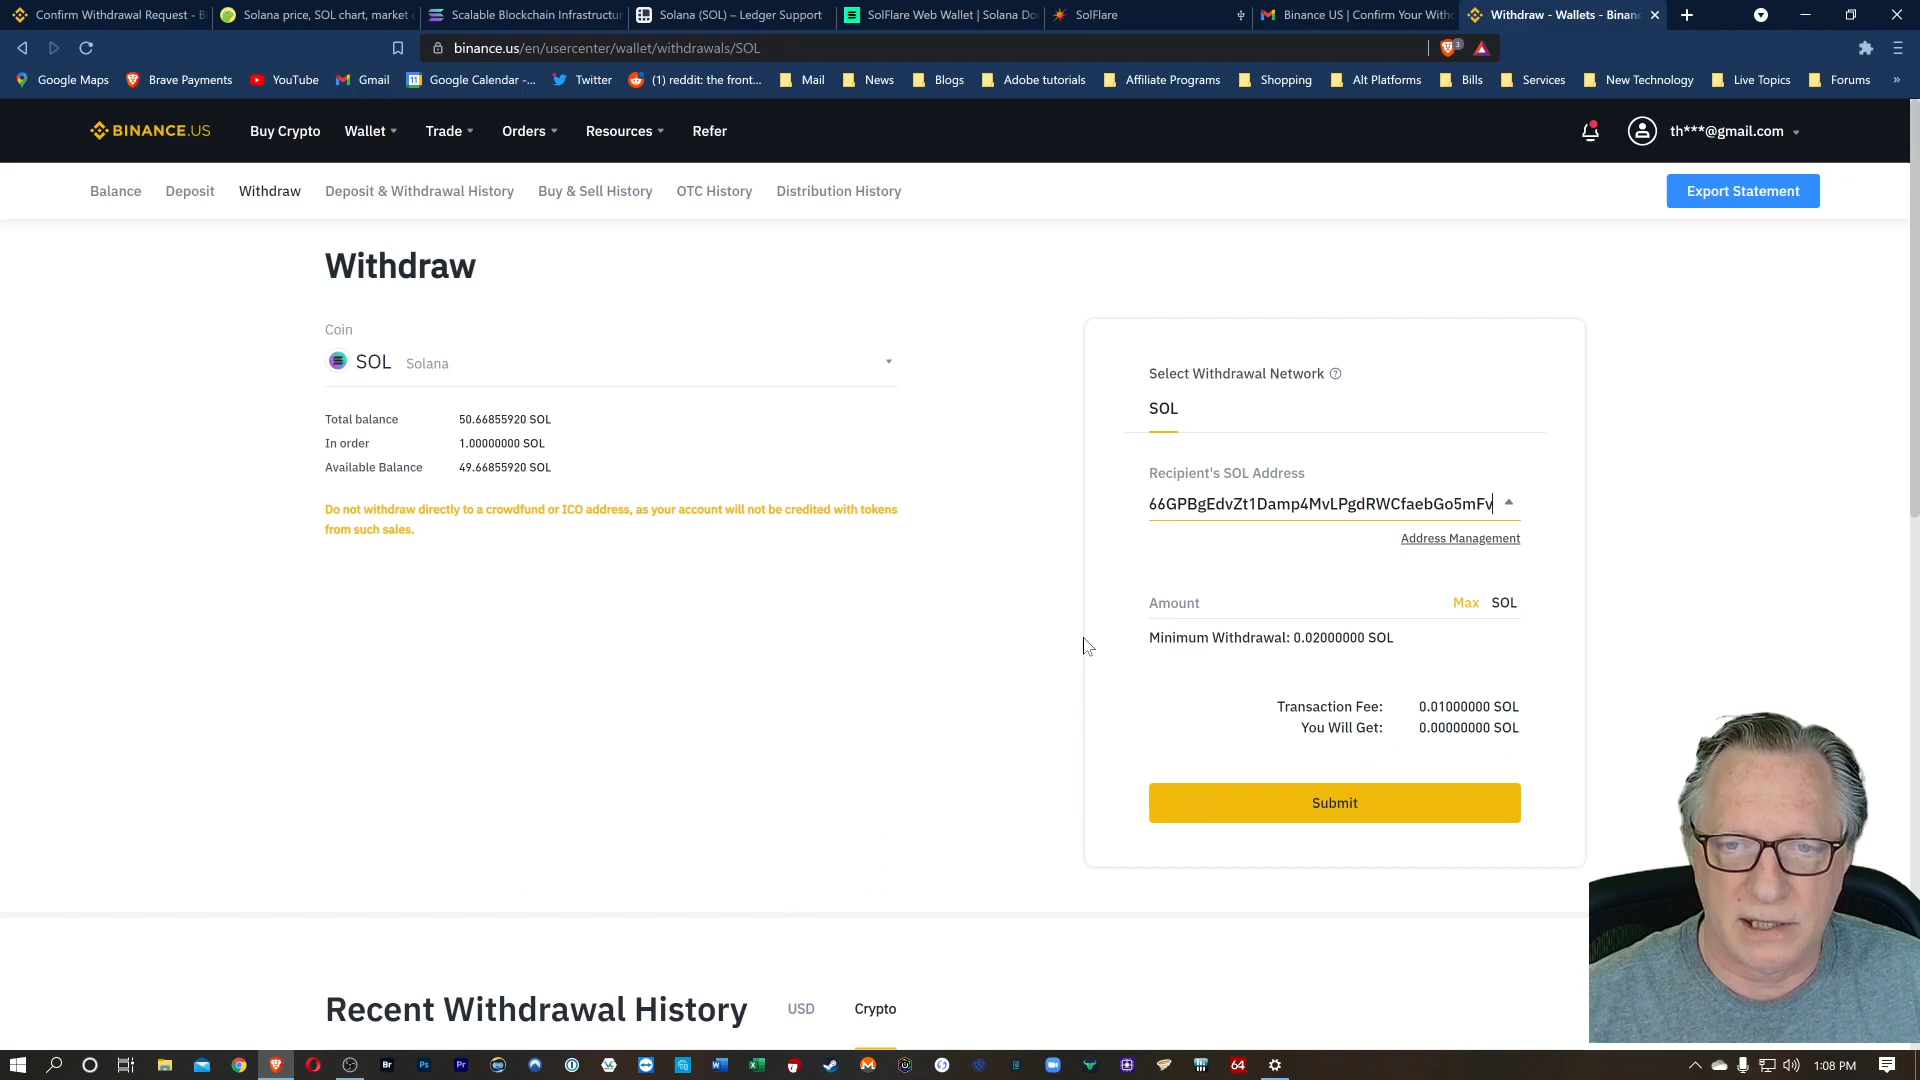 Confirm Withdrawal Request - B
Solana price, SOL chart, market
Scalable Blockchain Infrastructur
Solana (SOL) – Ledger Support
SolFlare Web Wallet | Solana Do
SolFlare
Binance US | Confirm Your With
Withdraw - Wallets - Binan
binance.us/en/usercenter/wallet/withdrawals/SOL
3
Google Maps
Brave Payments
YouTube
Gmail
Google Calendar -...
Twitter
(1) reddit: the front...
Mail
News
Blogs
Adobe tutorials
Affiliate Programs
Shopping
Alt Platforms
Bills
Services
New Technology
Live Topics
Forums
»
BINANCE.US
Buy Crypto
Wallet
Trade
Orders
Resources
Refer
th***@gmail.com
Balance
Deposit
Withdraw
Deposit & Withdrawal History
Buy & Sell History
OTC History
Distribution History
Export Statement
Withdraw
Coin
SOL Solana
Total balance 50.66855920 SOL
In order 1.00000000 SOL
Available Balance 49.66855920 SOL
Do not withdraw directly to a crowdfund or ICO address, as your account will not be credited with tokens
from such sales.
Select Withdrawal Network
SOL
Recipient's SOL Address
66GPBgEdvZt1Damp4MvLPgdRWCfaebGo5mFv
Address Management
Amount Max SOL
Minimum Withdrawal: 0.02000000 SOL
Transaction Fee: 0.01000000 SOL
You Will Get: 0.00000000 SOL
Submit
Recent Withdrawal History
USD
Crypto
Br
Ps
Pr
64
1:08 PM